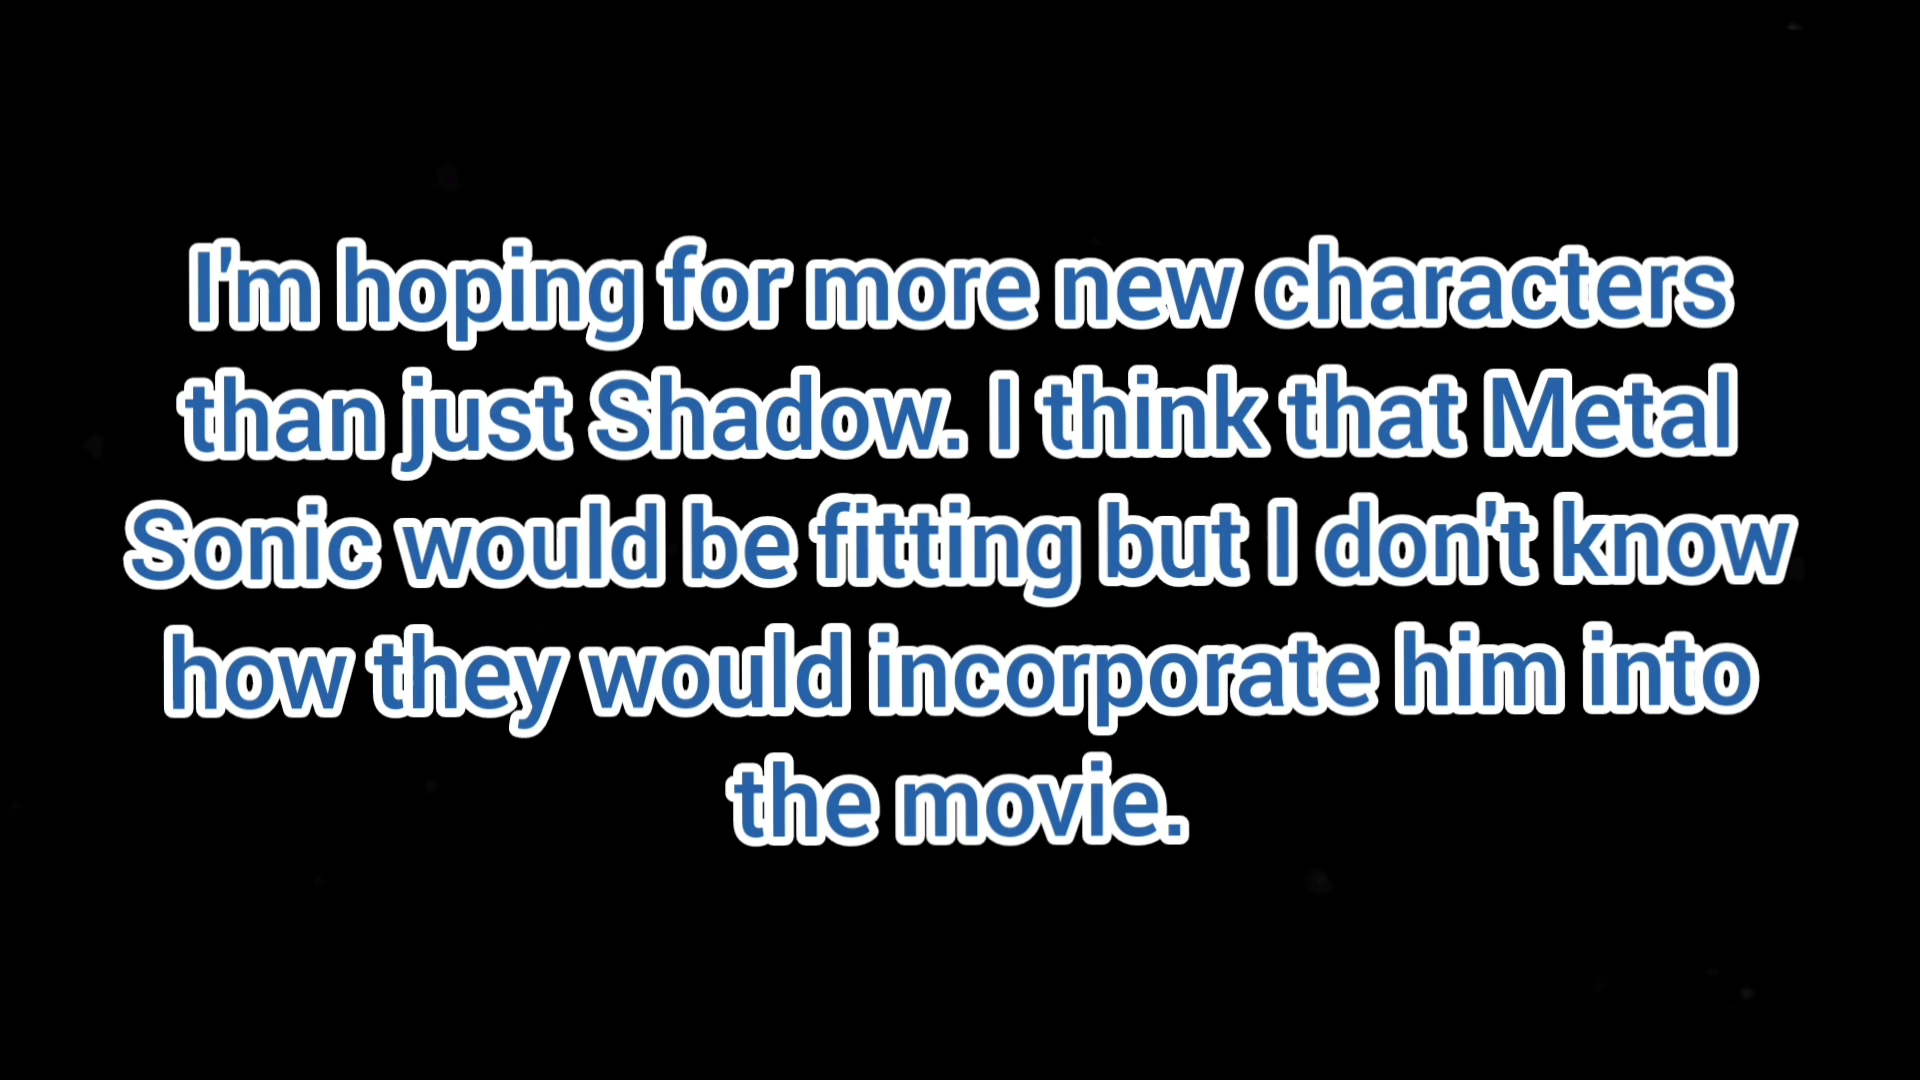 I'm hoping for more new characters
than just Shadow. I think that Metal
Sonic would be fitting but I don't know
how they would incorporate him into
the movie.